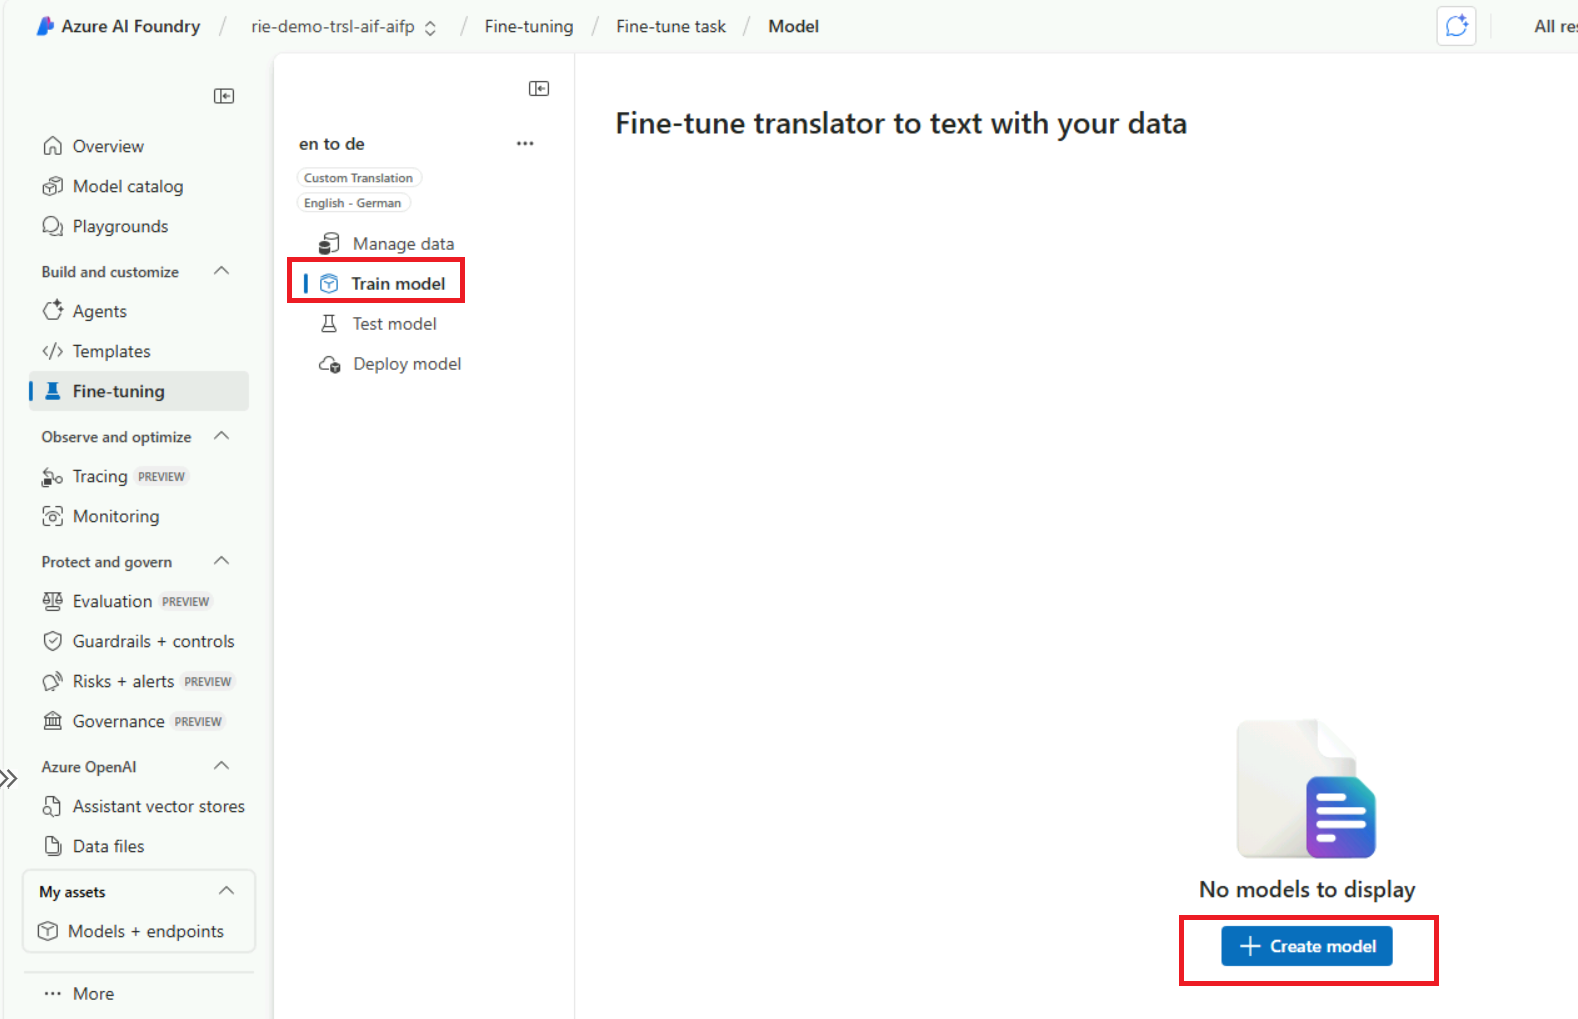 Azure AI Foundry / rie-demo-trsl-aif-aifp / Fine-tuning / Fine-tune task / Model
Overview
Model catalog
Playgrounds
Build and customize
Agents
Templates
Fine-tuning
Observe and optimize
Tracing PREVIEW
Monitoring
Protect and govern
Evaluation PREVIEW
Guardrails + controls
Risks + alerts PREVIEW
Governance PREVIEW
Azure OpenAI
Assistant vector stores
Data files
My assets
Models + endpoints
More
en to de
Custom Translation
English - German
Manage data
Train model
Test model
Deploy model
Fine-tune translator to text with your data
No models to display
Create model